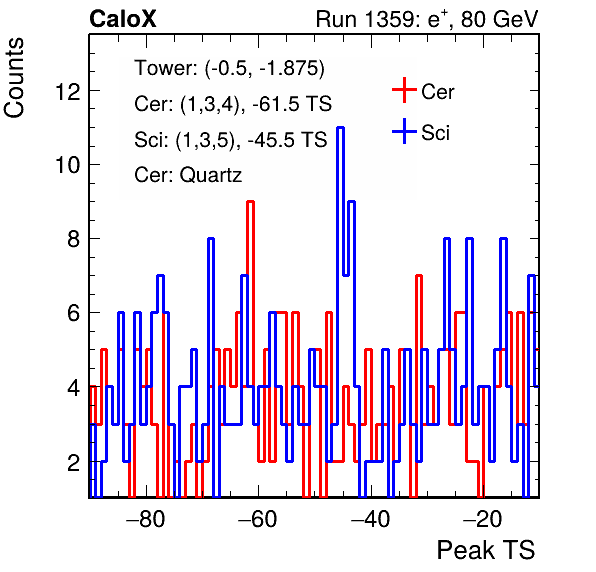 CaloX Run 1359: e+, 80 GeV
Counts
Tower: (-0.5, -1.875)
Cer: (1,3,4), -61.5 TS
Sci: (1,3,5), -45.5 TS
Cer: Quartz
Cer
Sci
12
10
8
6
4
2
−80 −60 −40 −20
Peak TS